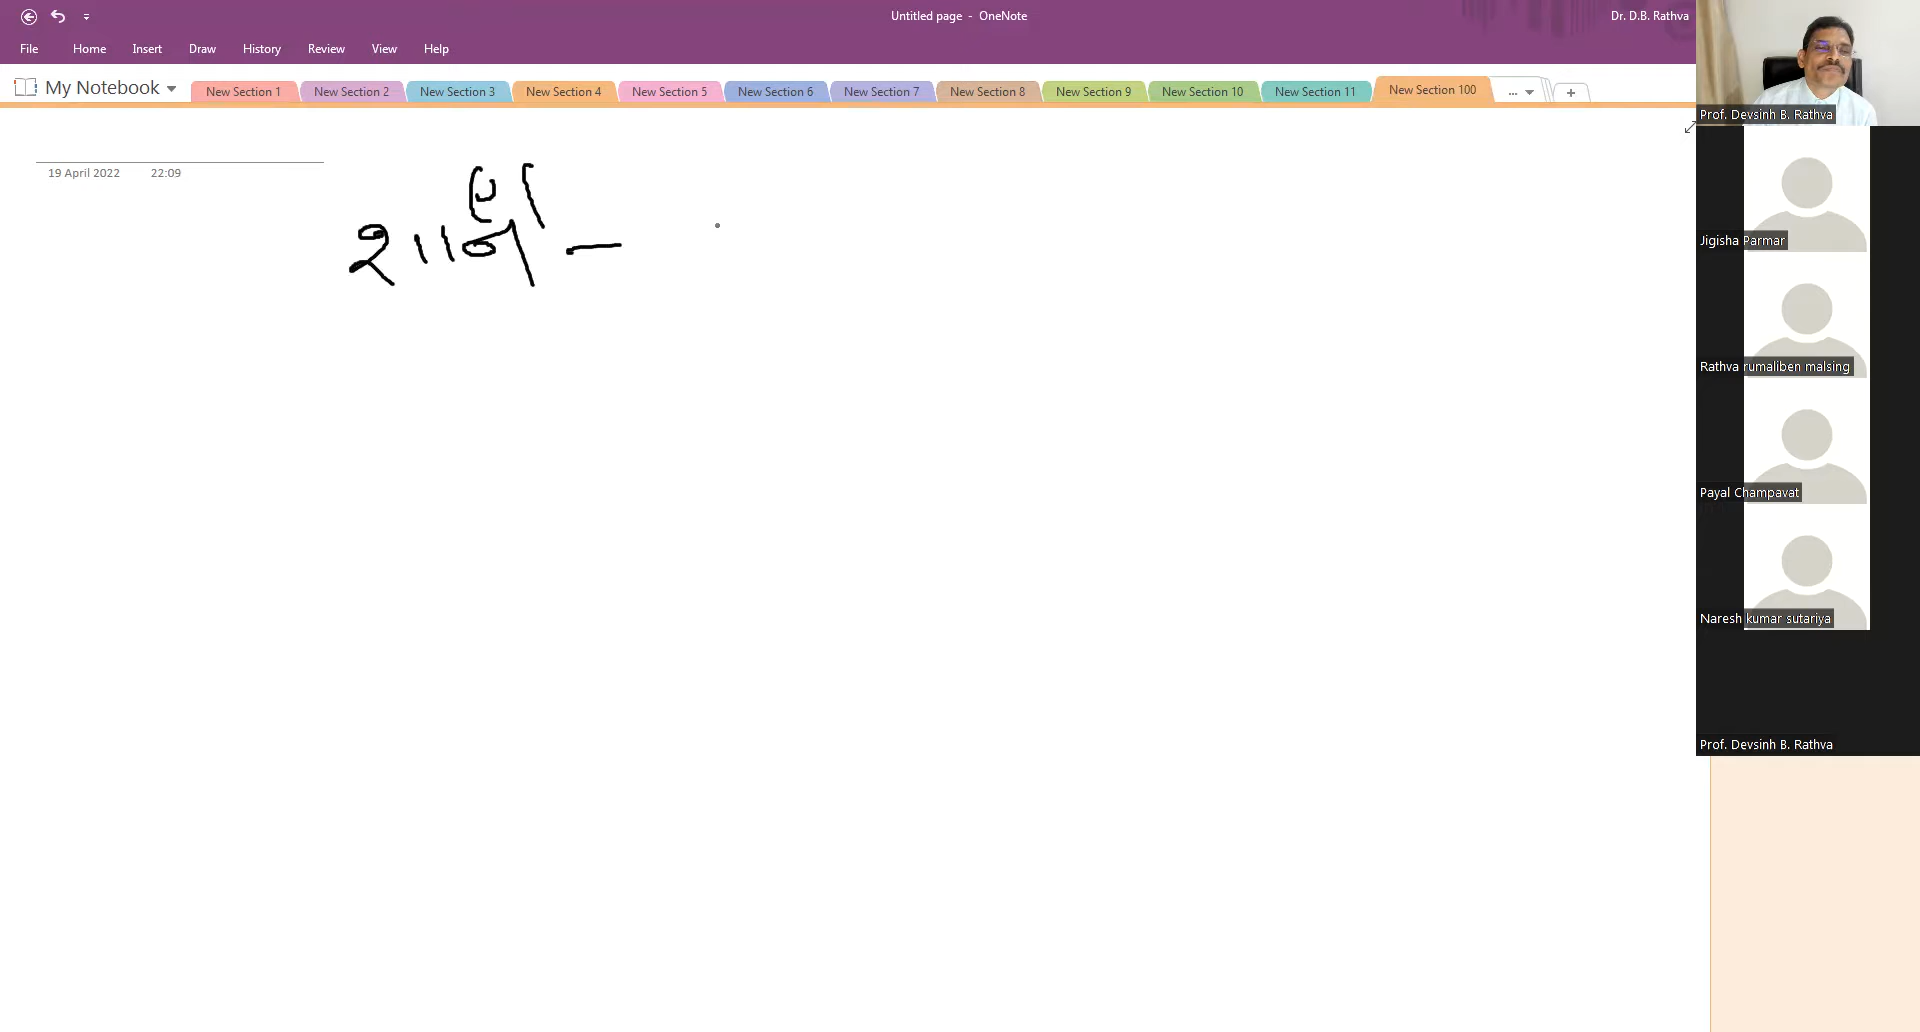 Untitled page - OneNote
Dr. D.B. Rathva
File Home Insert Draw History Review View Help
My Notebook
New Section 1 New Section 2 New Section 3 New Section 4 New Section 5 New Section 6 New Section 7 New Section 8 New Section 9 New Section 10 New Section 11 New Section 100 ... +
19 April 2022 22:09
Prof. Devsinh B. Rathva
Jigisha Parmar
Rathva rumaliben malsing
Payal Champavat
Naresh kumar sutariya
Prof. Devsinh B. Rathva